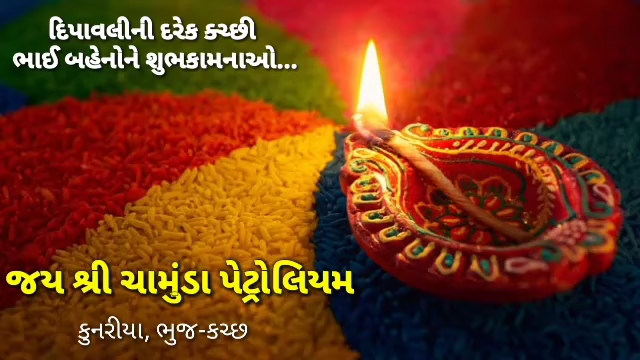 દિપાવલીની દરેક કચ્છી
ભાઈ બહેનોને શુભકામનાઓ...
જય શ્રી ચામુંડા પેટ્રોલિયમ
કુનરીયા, ભુજ-કચ્છ